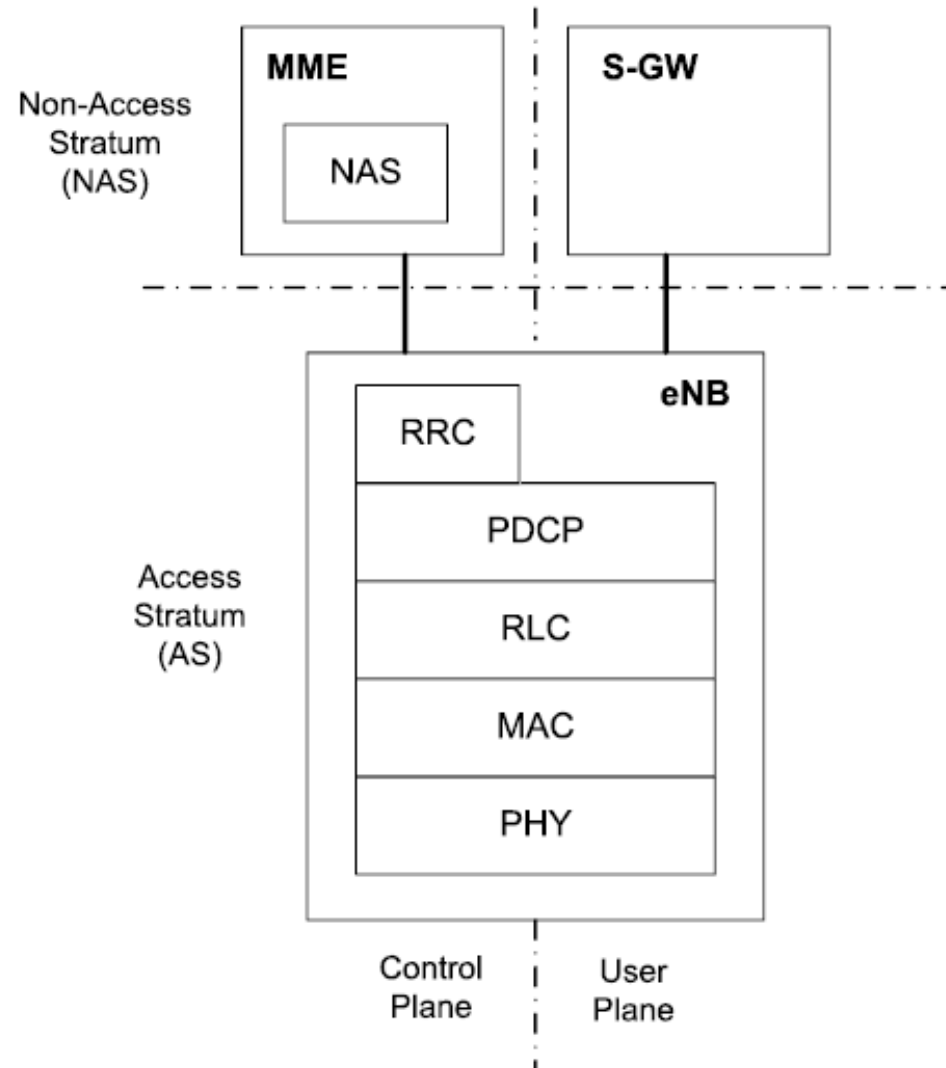 MME
S-GW
Non-Access
Stratum
(NAS)
NAS
eNB
RRC
PDCP
Access
Stratum
(AS)
RLC
MAC
PHY
Control
Plane
User
Plane